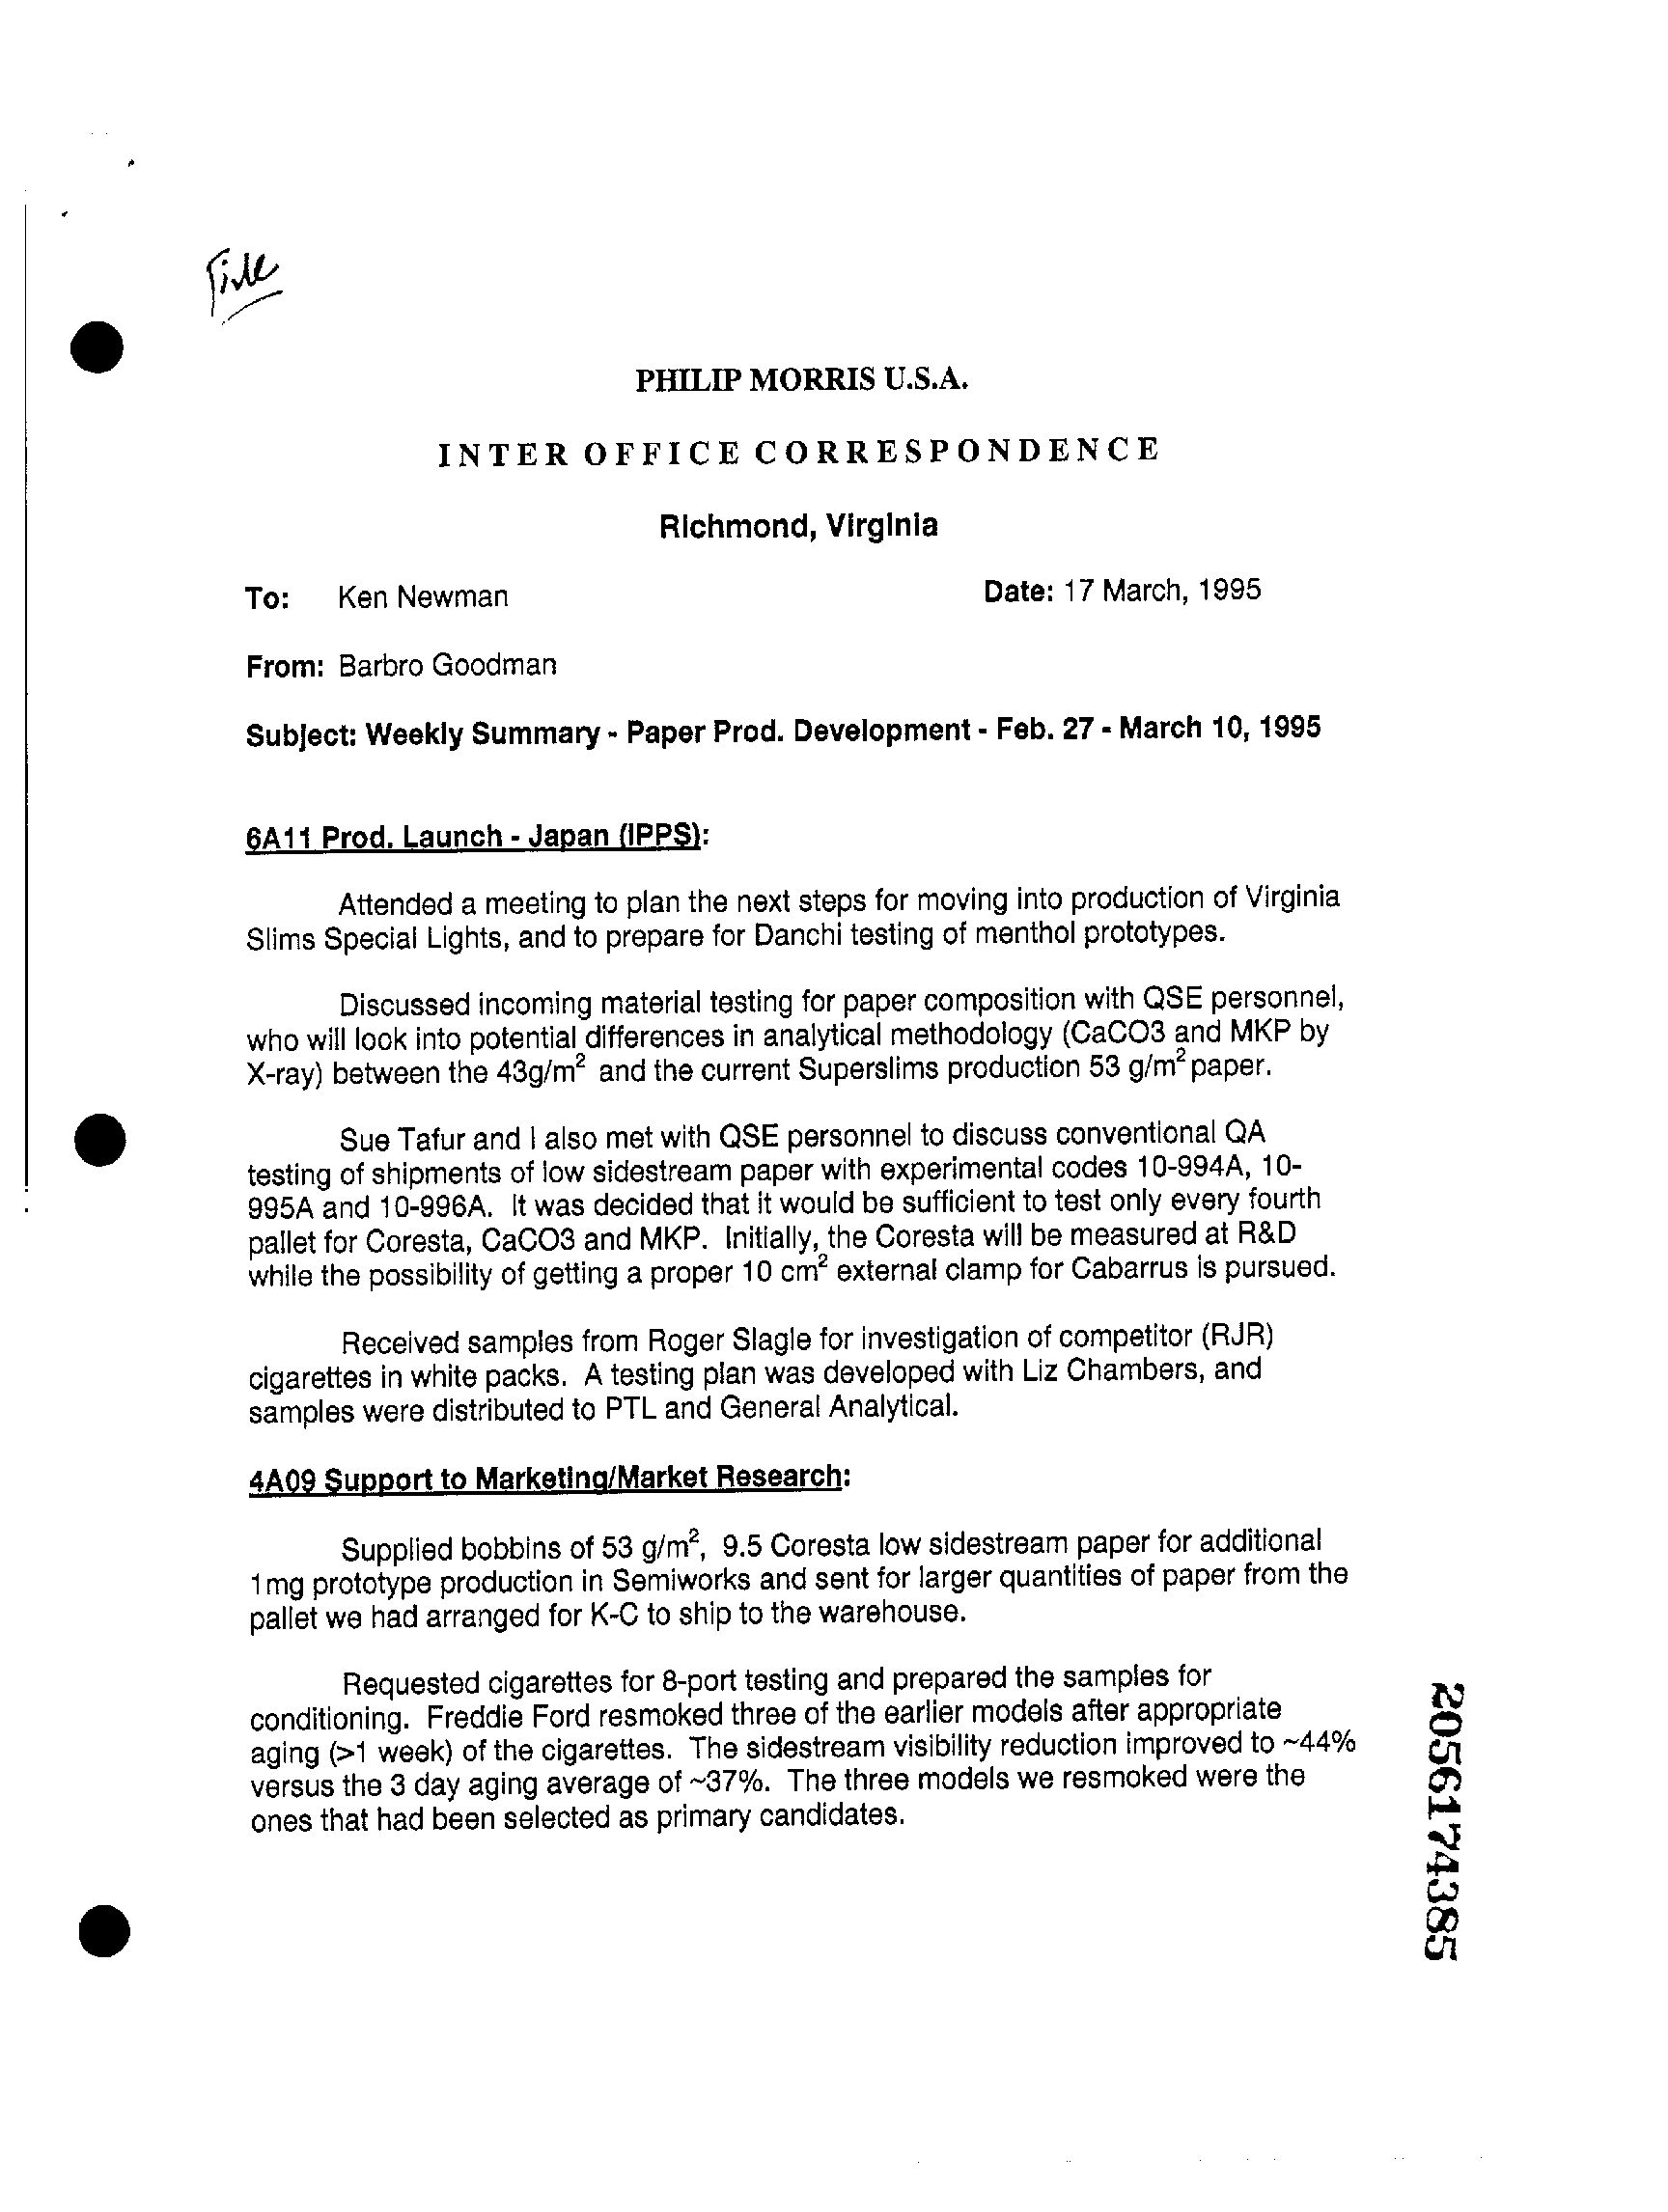 File
PHILIP MORRIS U.S.A.
INTER OFFICE CORRESPONDENCE
Richmond, Virginia
To: Ken Newman Date: 17 March, 1995
From: Barbro Goodman
Subject: Weekly Summary - Paper Prod. Development - Feb. 27 - March 10, 1995
6A11 Prod. Launch - Japan (IPPS):
Attended a meeting to plan the next steps for moving into production of Virginia
Slims Special Lights, and to prepare for Danchi testing of menthol prototypes.
Discussed incoming material testing for paper composition with QSE personnel,
who will look into potential differences in analytical methodology (CaCO3 and MKP by
X-ray) between the 43g/m² and the current Superslims production 53 g/m² paper.
Sue Tafur and I also met with QSE personnel to discuss conventional QA
testing of shipments of low sidestream paper with experimental codes 10-994A, 10-
995A and 10-996A. It was decided that it would be sufficient to test only every fourth
pallet for Coresta, CaCO3 and MKP. Initially, the Coresta will be measured at R&D
while the possibility of getting a proper 10 cm² external clamp for Cabarrus is pursued.
Received samples from Roger Slagle for investigation of competitor (RJR)
cigarettes in white packs. A testing plan was developed with Liz Chambers, and
samples were distributed to PTL and General Analytical.
4A09 Support to Marketing/Market Research:
Supplied bobbins of 53 g/m², 9.5 Coresta low sidestream paper for additional
1mg prototype production in Semiworks and sent for larger quantities of paper from the
pallet we had arranged for K-C to ship to the warehouse.
Requested cigarettes for 8-port testing and prepared the samples for
conditioning. Freddie Ford resmoked three of the earlier models after appropriate
aging (>1 week) of the cigarettes. The sidestream visibility reduction improved to ~44%
versus the 3 day aging average of ~37%. The three models we resmoked were the
ones that had been selected as primary candidates.
2056174385